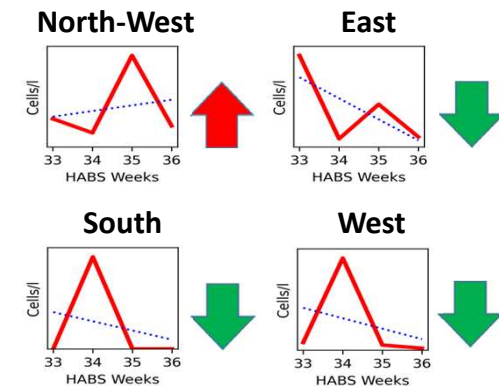 North-West
Cells/l
33 34 35 36
HABS Weeks
East
Cells/l
33 34 35 36
HABS Weeks
South
Cells/l
33 34 35 36
HABS Weeks
West
Cells/l
33 34 35 36
HABS Weeks